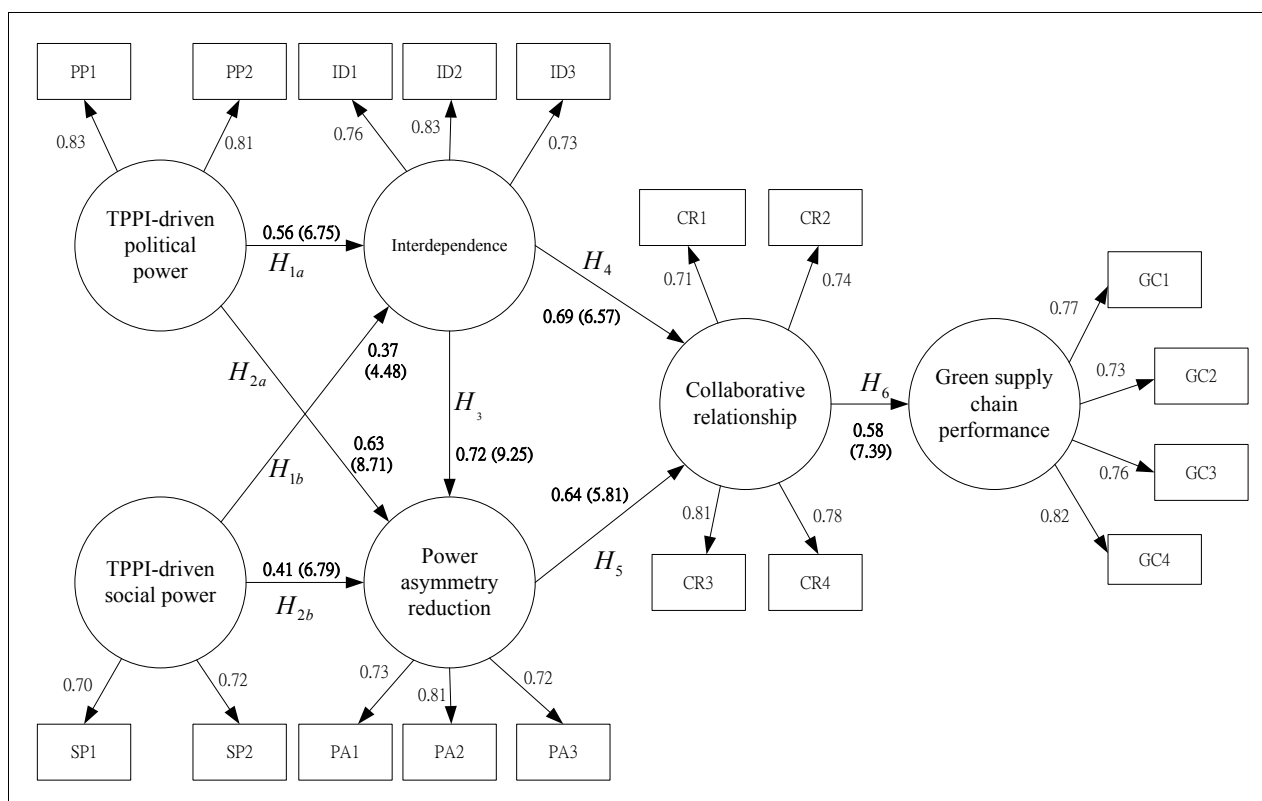 PP1
PP2
ID1
ID2
ID3
0.83
0.81
0.76
0.83
0.73
TPPI-driven
political
power
0.56 (6.75)
H1a
Interdependence
CR1
CR2
0.71
0.74
H4
0.69 (6.57)
GC1
0.77
GC2
0.73
H2a
0.37
(4.48)
H3
0.72 (9.25)
Collaborative
relationship
H6
0.58
(7.39)
Green supply
chain
performance
GC3
0.76
GC4
0.82
0.63
(8.71)
H1b
0.64 (5.81)
H5
0.81
0.78
CR3
CR4
TPPI-driven
social power
0.41 (6.79)
H2b
Power
asymmetry
reduction
0.70
0.72
0.73
0.81
0.72
SP1
SP2
PA1
PA2
PA3